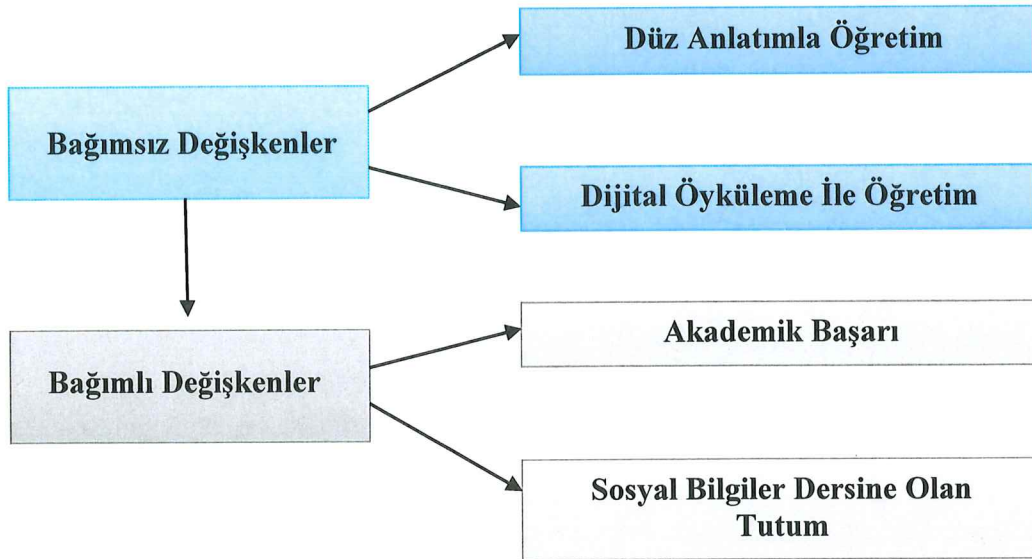 Düz Anlatımla Öğretim
Bağımsız Değişkenler
Dijital Öyküleme İle Öğretim
Akademik Başarı
Bağımlı Değişkenler
Sosyal Bilgiler Dersine Olan
Tutum